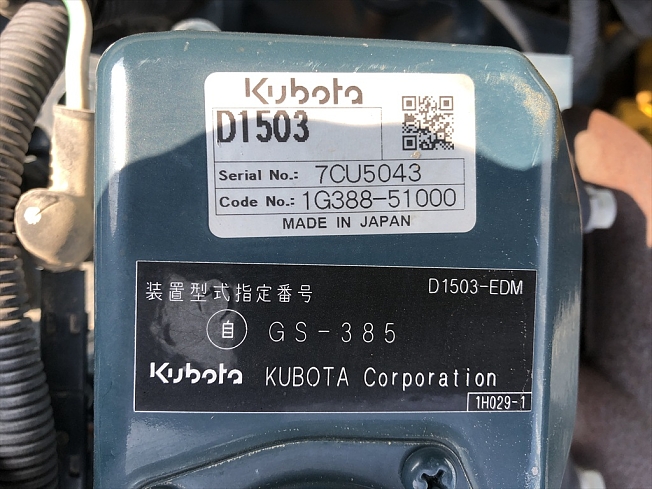 Kubota
D1503
Serial No.: 7CU5043
Code No.: 1G388-51000
MADE IN JAPAN
装置型式指定番号 D1503-EDM
自 GS-385
Kubota KUBOTA Corporation
1H029-1